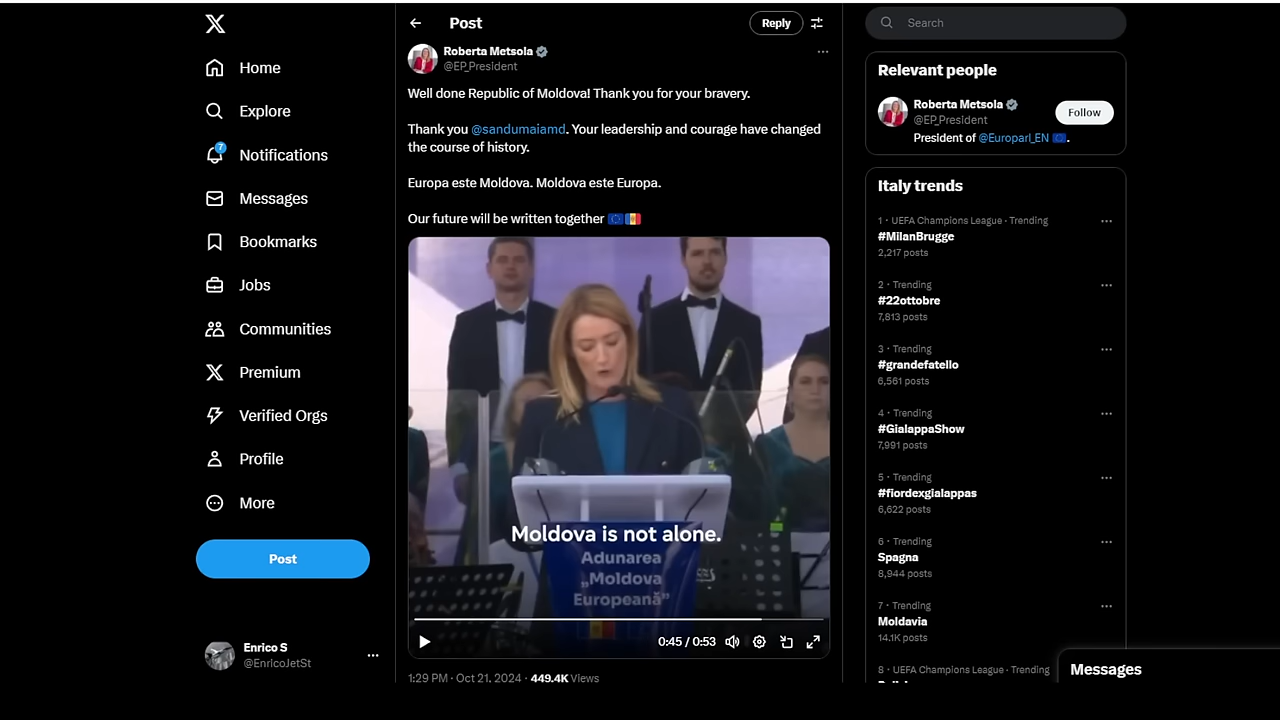 Home
Explore
7
Notifications
Messages
Bookmarks
Jobs
Communities
Premium
Verified Orgs
Profile
More
Post
Enrico S
@EnricoJetSt
Post
Reply
Roberta Metsola
@EP_President
Well done Republic of Moldova! Thank you for your bravery.
Thank you @sandumaiamd. Your leadership and courage have changed
the course of history.
Europa este Moldova. Moldova este Europa.
Our future will be written together
Moldova is not alone.
Adunarea
„Moldova
Europeană”
0:45 / 0:53
1:29 PM · Oct 21, 2024 · 449.4K Views
Search
Relevant people
Roberta Metsola
@EP_President
Follow
President of @Europarl_EN .
Italy trends
1 · UEFA Champions League · Trending
#MilanBrugge
2,217 posts
2 · Trending
#22ottobre
7,813 posts
3 · Trending
#grandefatello
6,561 posts
4 · Trending
#GialappaShow
7,991 posts
5 · Trending
#fiordexgialappas
6,622 posts
6 · Trending
Spagna
8,944 posts
7 · Trending
Moldavia
14.1K posts
8 · UEFA Champions League · Trending
Messages